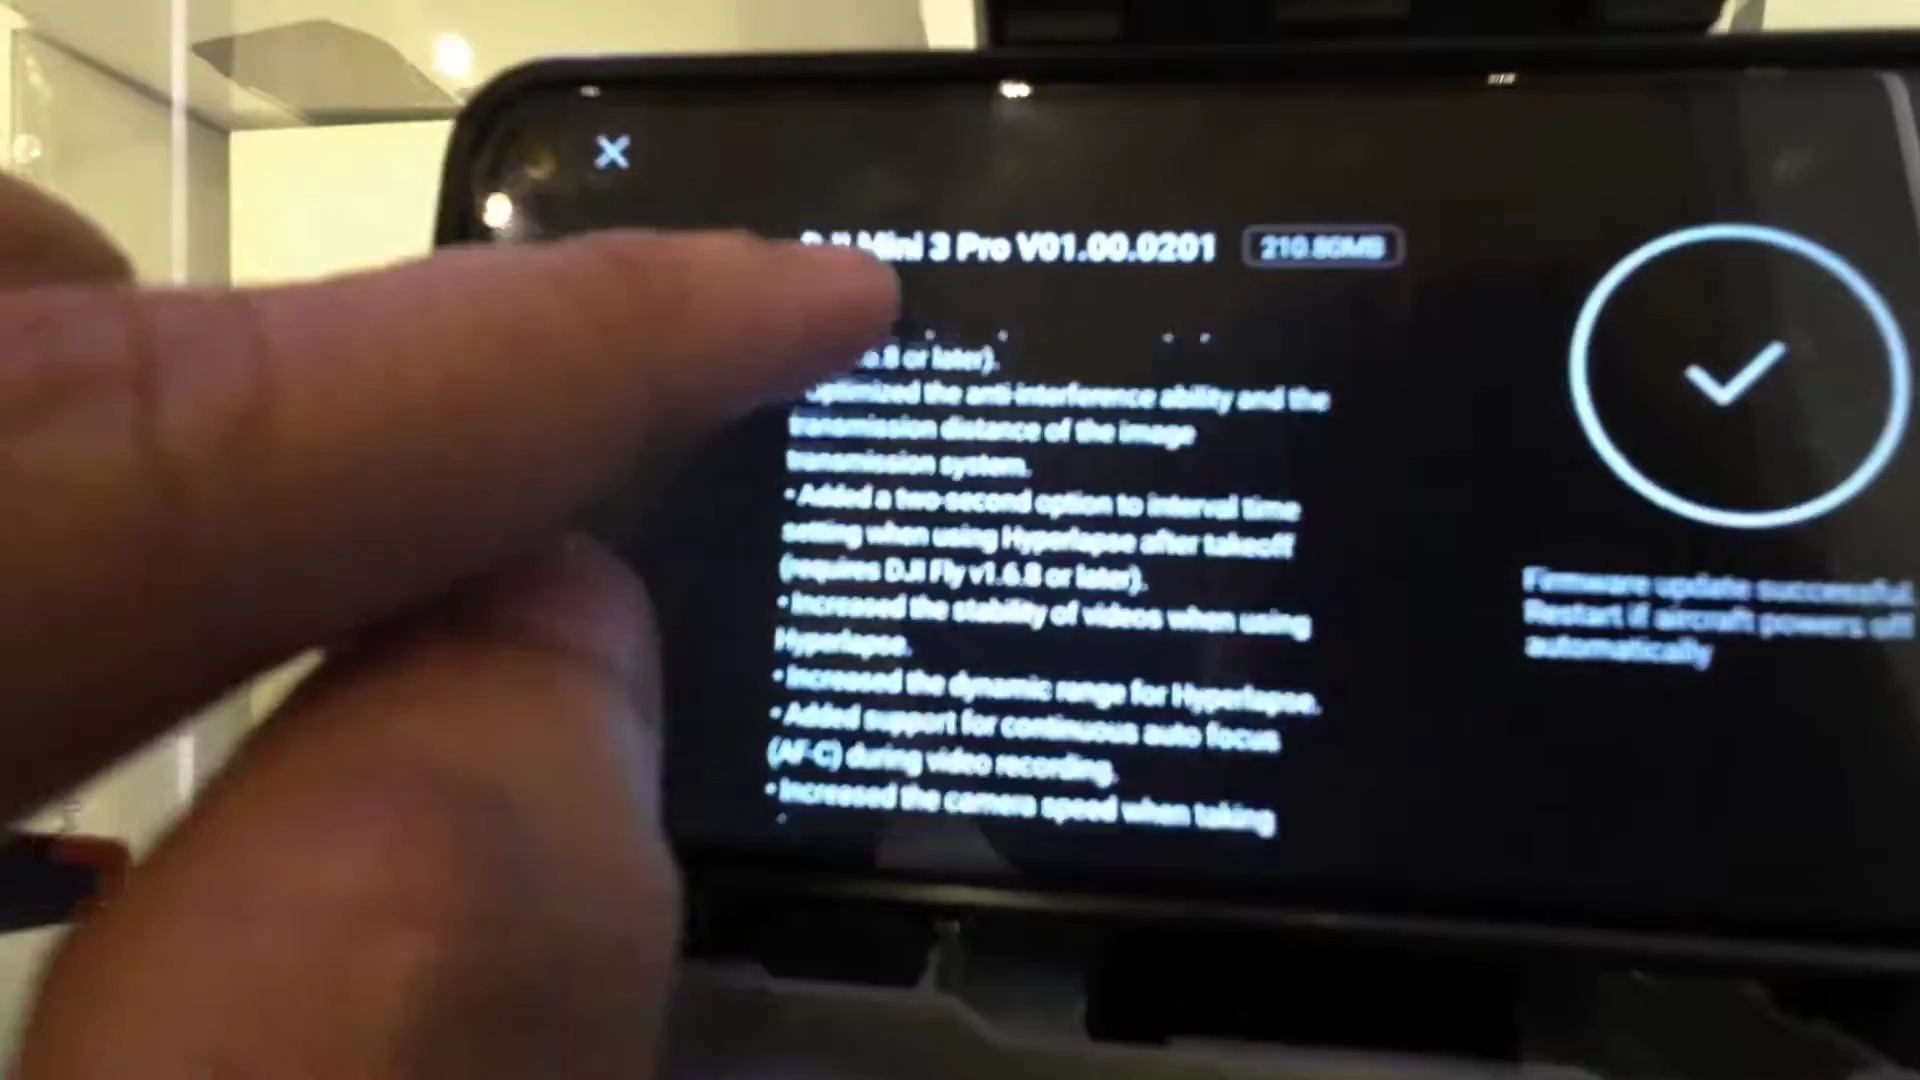 DJI Mini 3 Pro V01.00.0201 210.80MB
.8 or later).
Optimized the anti-interference ability and the
transmission distance of the image
transmission system.
• Added a two-second option to interval time
setting when using Hyperlapse after takeoff
(requires DJI Fly v1.6.8 or later).
• Increased the stability of videos when using
Hyperlapse.
• Increased the dynamic range for Hyperlapse.
• Added support for continuous auto focus
(AF-C) during video recording.
• Increased the camera speed when taking
Firmware update successful.
Restart if aircraft powers off
automatically